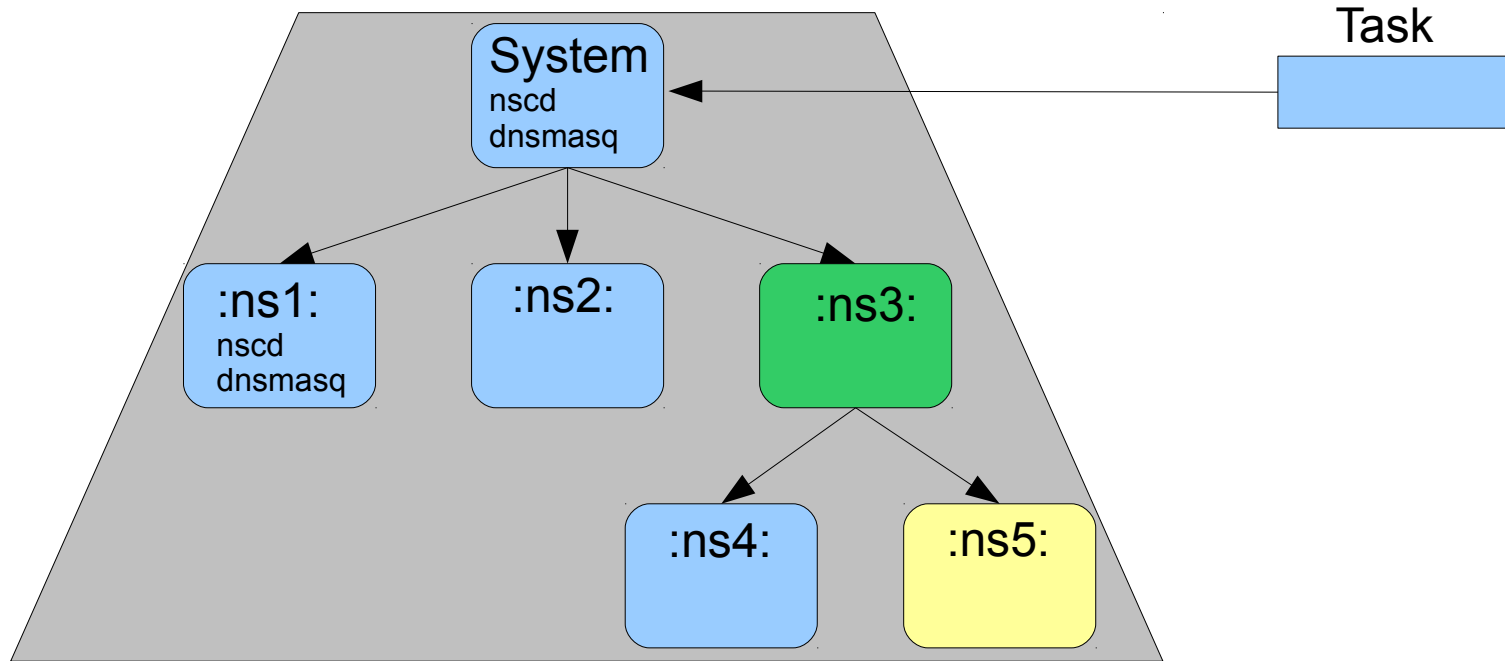 Task
System
nscd
dnsmasq
:ns1:
nscd
dnsmasq
:ns2:
:ns3:
:ns4:
:ns5: